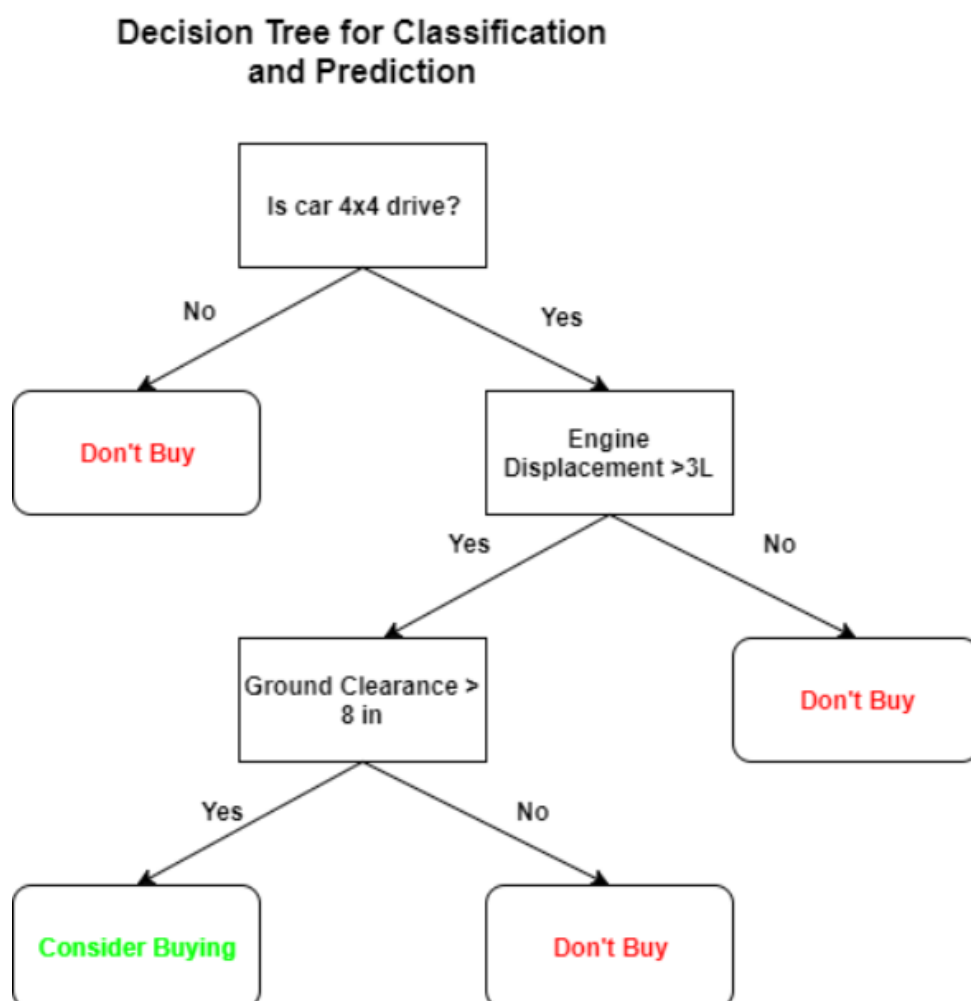 Decision Tree for Classification
and Prediction
Is car 4x4 drive?
No
Yes
Don't Buy
Engine
Displacement >3L
Yes
No
Ground Clearance >
8 in
Don't Buy
Yes
No
Consider Buying
Don't Buy